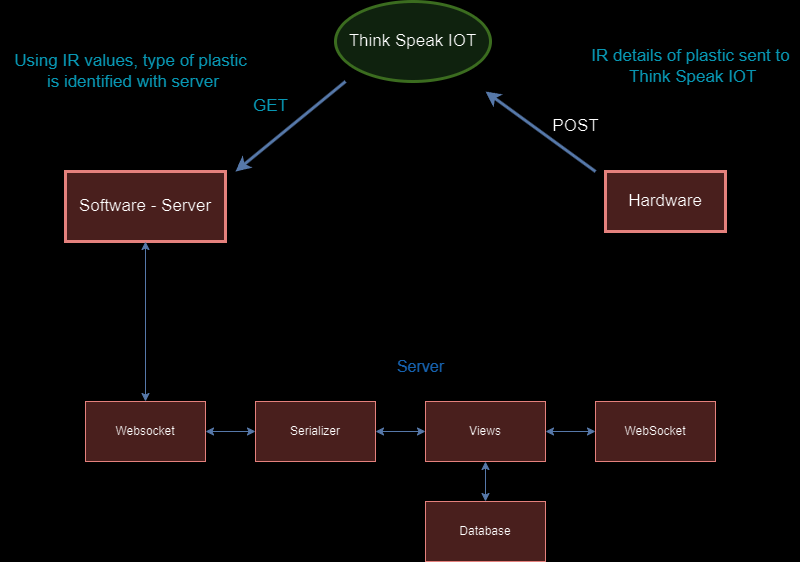 Think Speak IOT
Using IR values, type of plastic
is identified with server
IR details of plastic sent to
Think Speak IOT
GET
POST
Software - Server
Hardware
Server
Websocket
Serializer
Views
WebSocket
Database